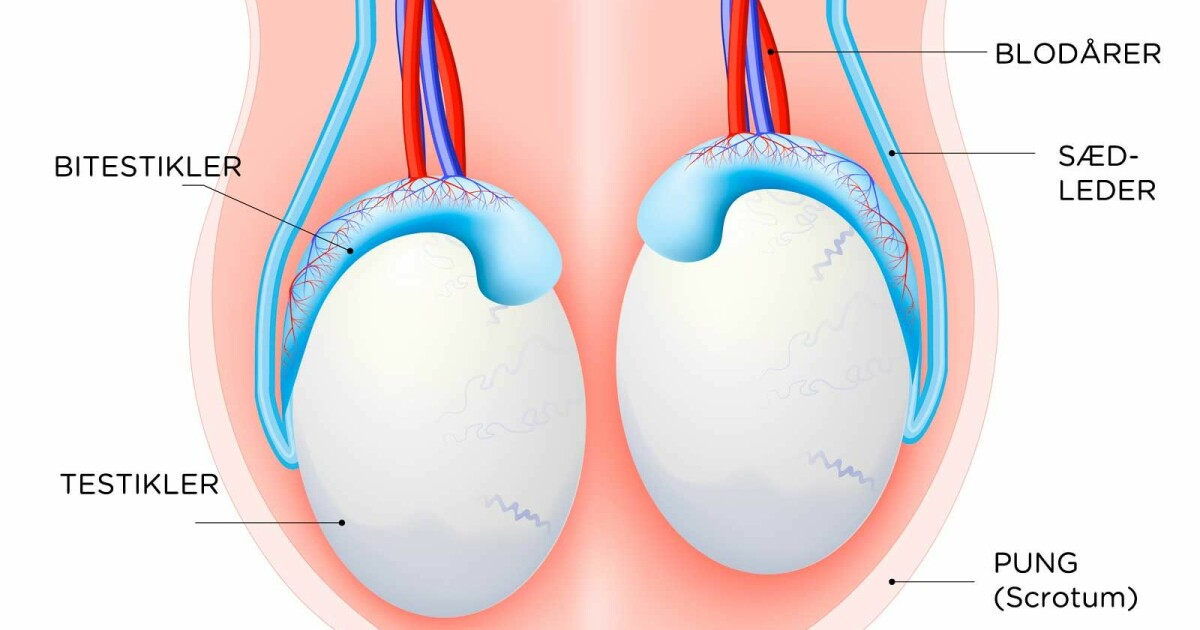 BLODÅRER
BITESTIKLER
SÆD-
LEDER
TESTIKLER
PUNG
(Scrotum)